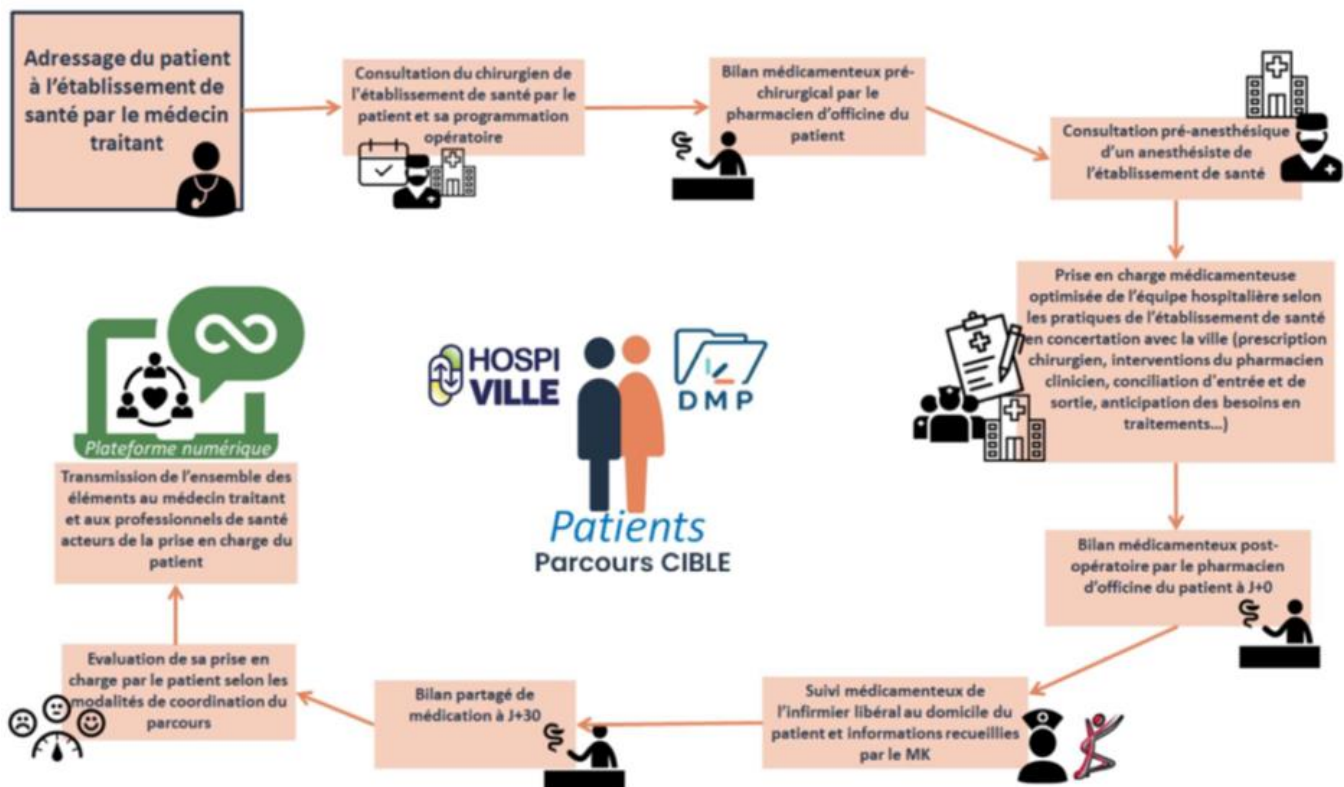 Adressage du patient
à l'établissement de
santé par le médecin
traitant
Consultation du chirurgien de
l'établissement de santé par le
patient et sa programmation
opératoire
Bilan médicamenteux pré-
chirurgical par le
pharmacien d'officine du
patient
Consultation pré-anesthésique
d'un anesthésiste de
l'établissement de santé
Prise en charge médicamenteuse
optimisée de l'équipe hospitalière selon
les pratiques de l'établissement de santé
en concertation avec la ville (prescription
chirurgien, interventions du pharmacien
clinicien, conciliation d'entrée et de
sortie, anticipation des besoins en
traitements...)
Bilan médicamenteux post-
opératoire par le pharmacien
d'officine du patient à J+0
Suivi médicamenteux de
l'infirmier libéral au domicile du
patient et informations recueillies
par le MK
Bilan partagé de
médication à J+30
Evaluation de sa prise en
charge par le patient selon les
modalités de coordination du
parcours
Plateforme numérique
Transmission de l'ensemble des
éléments au médecin traitant
et aux professionnels de santé
acteurs de la prise en charge du
patient
HOSPI
VILLE
DMP
Patients
Parcours CIBLE